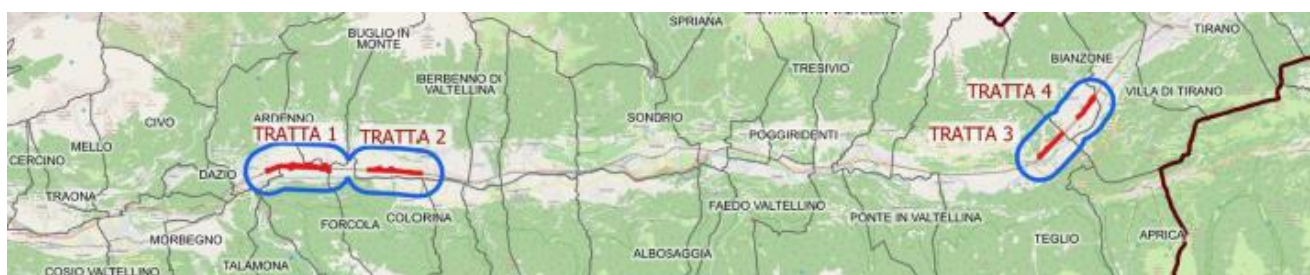 SPRIANA
TIRANO
BUGLIO IN
MONTE
BIANZONE
TRESIVIO
BERBENNO DI
VALTELLINA
TRATTA 4
VILLA DI TIRANO
ARDENNO
SONDRIO
CIVO
TRATTA 1
TRATTA 2
POGGIRIDENTI
TRATTA 3
MELLO
CERCINO
DAZIO
TRAONA
FAEDO VALTELLINO
FORCOLA
COLORINA
PONTE IN VALTELLINA
MORBEGNO
TEGLIO
APRICA
ALBOSAGGIA
TALAMONA
COSIO VALTELLINO